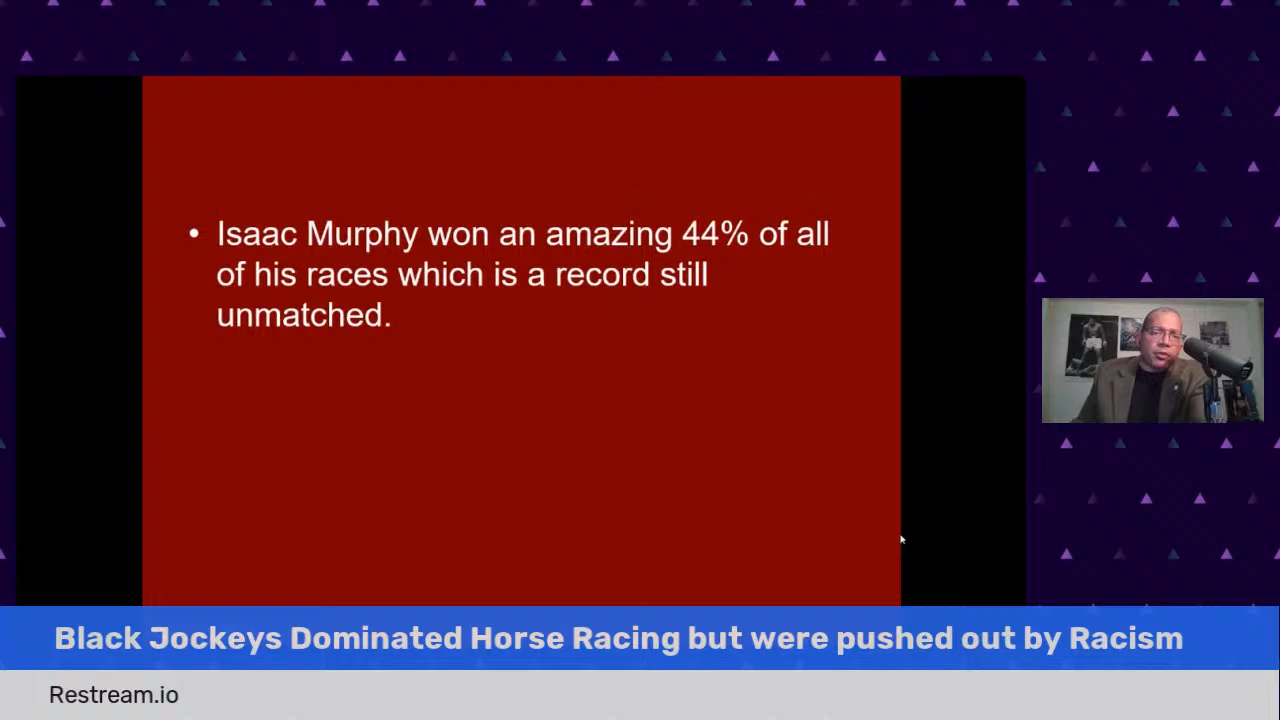 • Isaac Murphy won an amazing 44% of all
of his races which is a record still
unmatched.
Black Jockeys Dominated Horse Racing but were pushed out by Racism
Restream.io